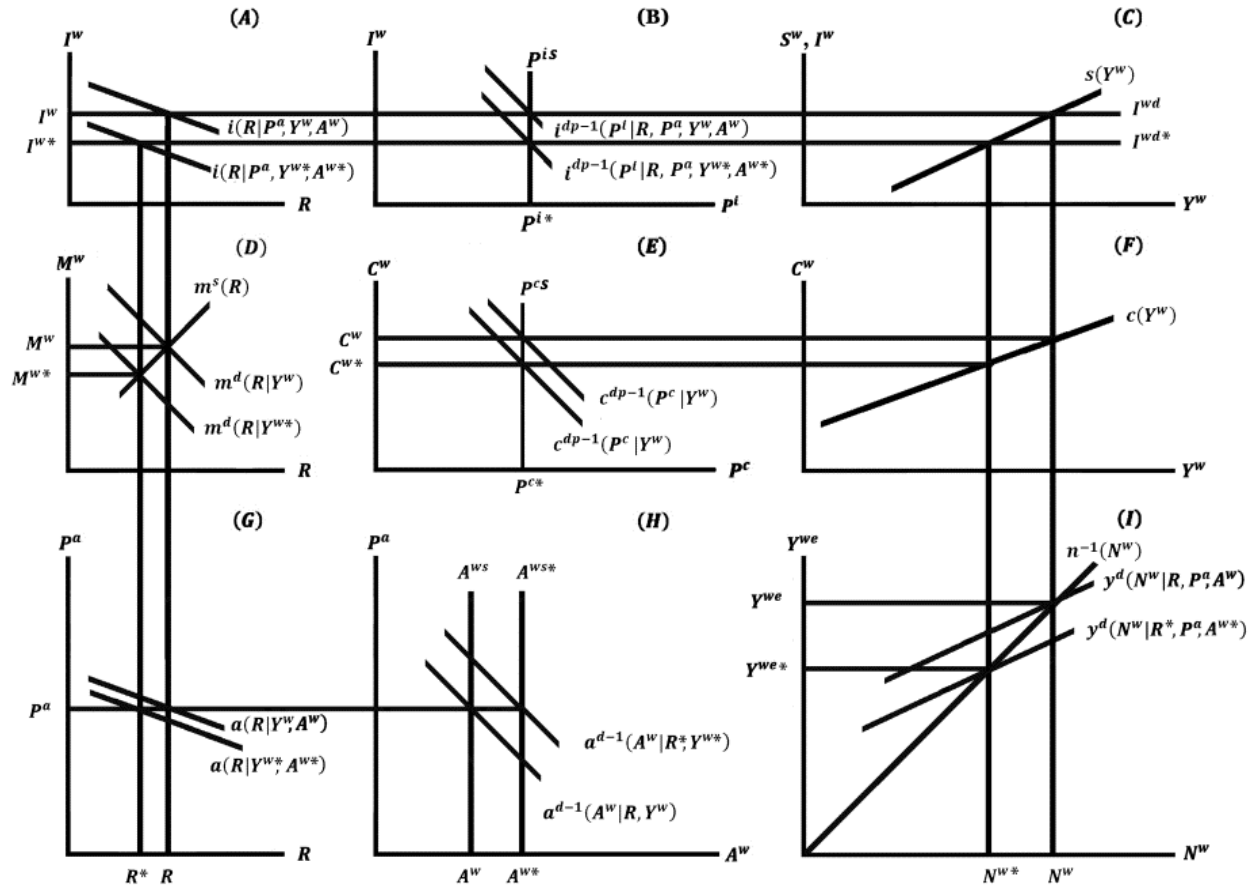 (A)
I^w
I^w
I^w*
i(R|P^a, Y^w, A^w)
i(R|P^a, Y^w*, A^w*)
R
(B)
I^w
P^is
i^dp-1(P^i|R, P^a, Y^w, A^w)
i^dp-1(P^i|R, P^a, Y^w*, A^w*)
P^i*
P^i
(C)
S^w, I^w
s(Y^w)
I^wd
I^wd*
Y^w
(D)
M^w
m^s(R)
M^w
M^w*
m^d(R|Y^w)
m^d(R|Y^w*)
R
(E)
C^w
P^cs
C^w
C^w*
c^dp-1(P^c|Y^w)
c^dp-1(P^c|Y^w)
P^c*
P^c
(F)
C^w
c(Y^w)
Y^w
(G)
P^a
P^a
a(R|Y^w, A^w)
a(R|Y^w*, A^w*)
R*
R
R
(H)
P^a
A^ws
A^ws*
a^d-1(A^w|R*, Y^w*)
a^d-1(A^w|R, Y^w)
A^w
A^w*
A^w
(I)
Y^we
n^-1(N^w)
y^d(N^w|R, P^a, A^w)
Y^we
y^d(N^w|R*, P^a, A^w*)
Y^we*
N^w*
N^w
N^w